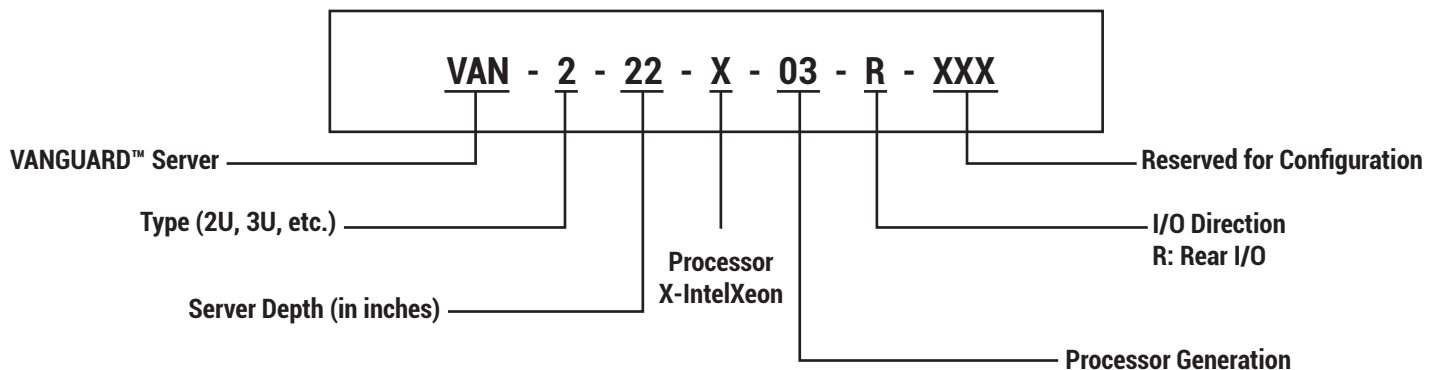 VAN - 2 - 22 - X - 03 - R - XXX
VANGUARD™ Server
Reserved for Configuration
Type (2U, 3U, etc.)
I/O Direction
R: Rear I/O
Processor
X-IntelXeon
Server Depth (in inches)
Processor Generation